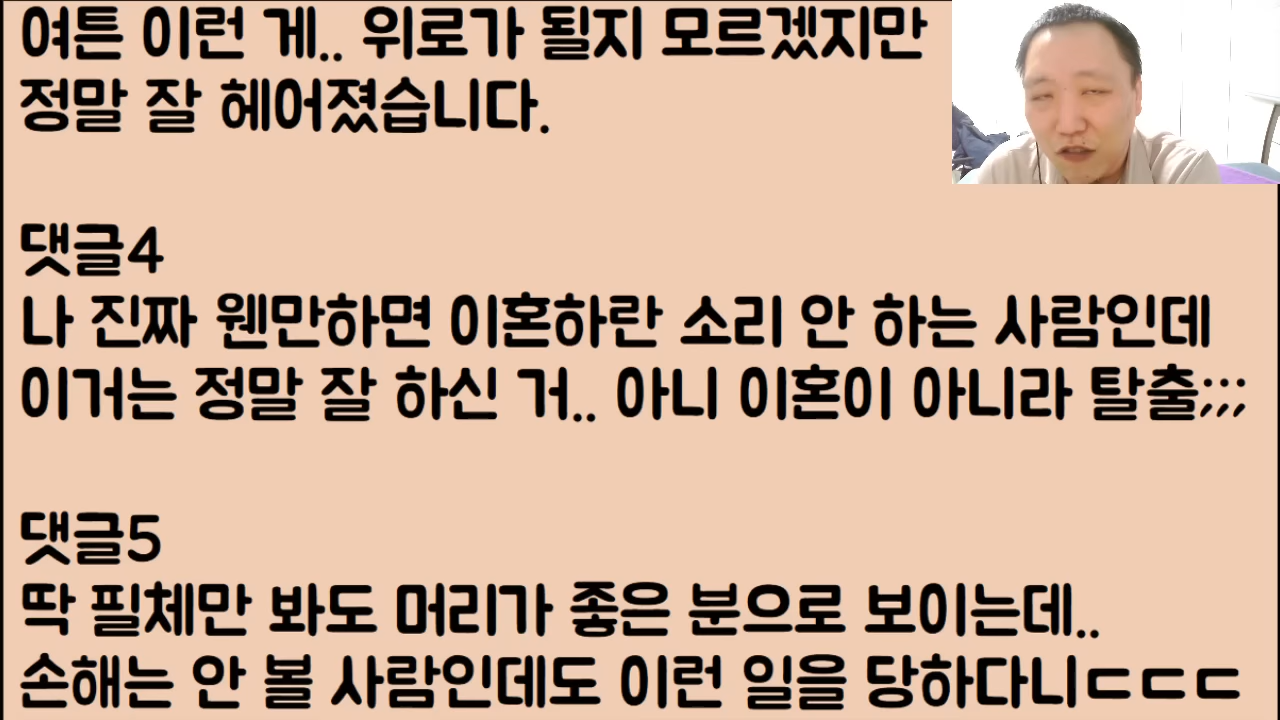 여튼 이런 게.. 위로가 될지 모르겠지만
정말 잘 헤어졌습니다.
댓글4
나 진짜 웬만하면 이혼하란 소리 안 하는 사람인데
이거는 정말 잘 하신 거.. 아니 이혼이 아니라 탈출;;;
댓글5
딱 필체만 봐도 머리가 좋은 분으로 보이는데..
손해는 안 볼 사람인데도 이런 일을 당하다니ㄷㄷㄷ